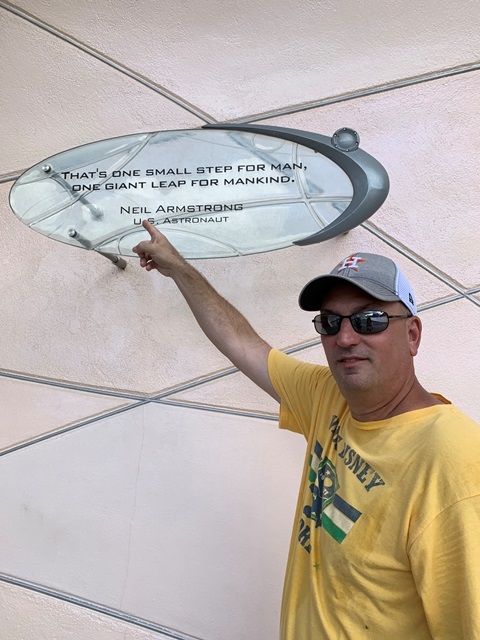 THAT'S ONE SMALL STEP FOR MAN,
ONE GIANT LEAP FOR MANKIND.
NEIL ARMSTRONG
U.S. ASTRONAUT
H
DISNEY